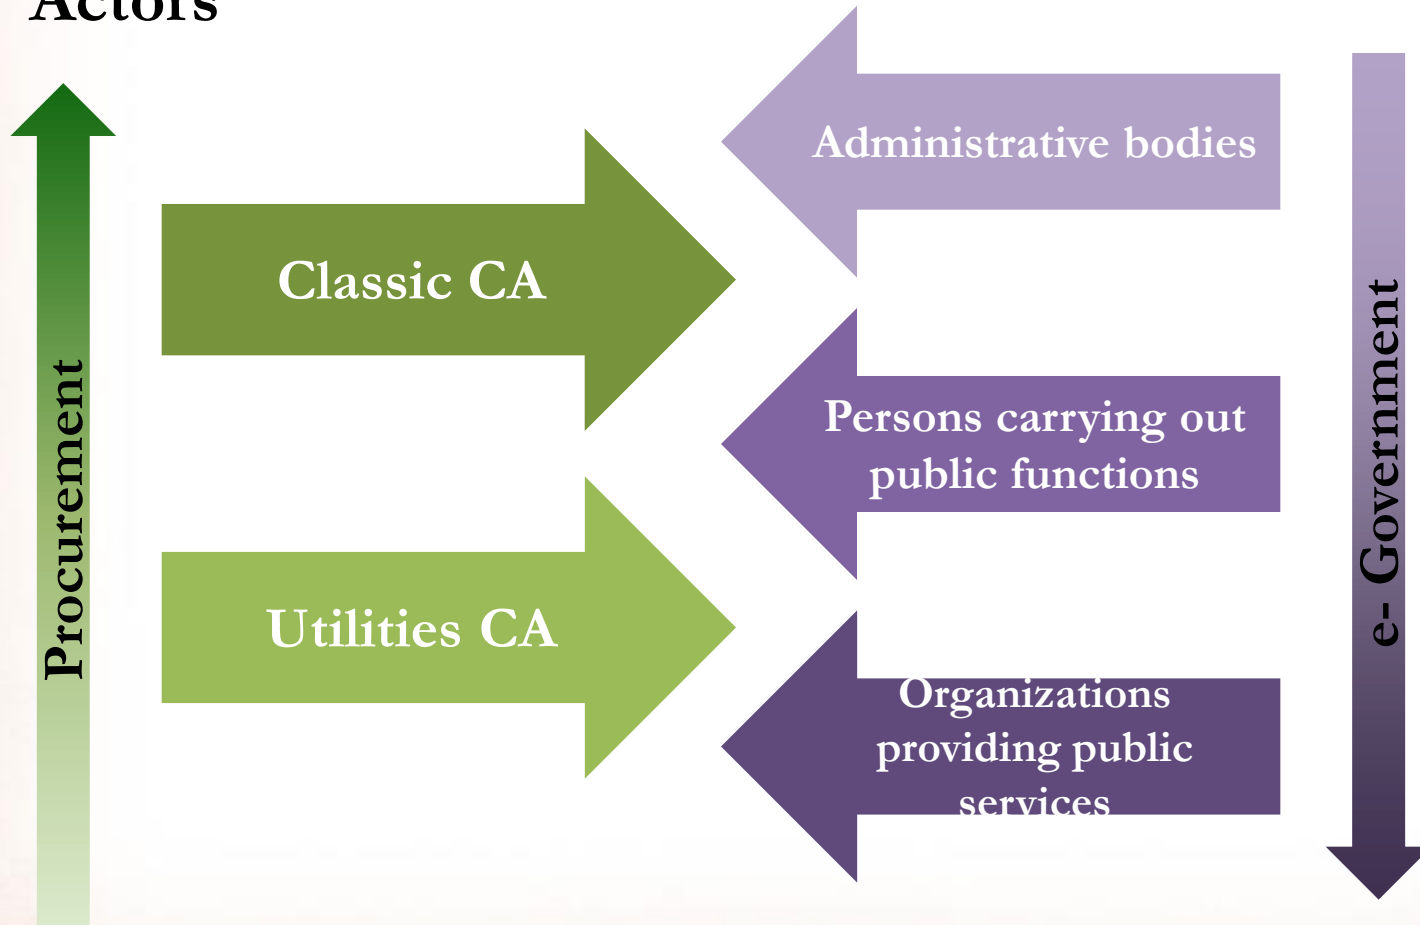 Actors
Procurement
Classic CA
Utilities CA
Administrative bodies
Persons carrying out
public functions
Organizations
providing public
services
e- Government